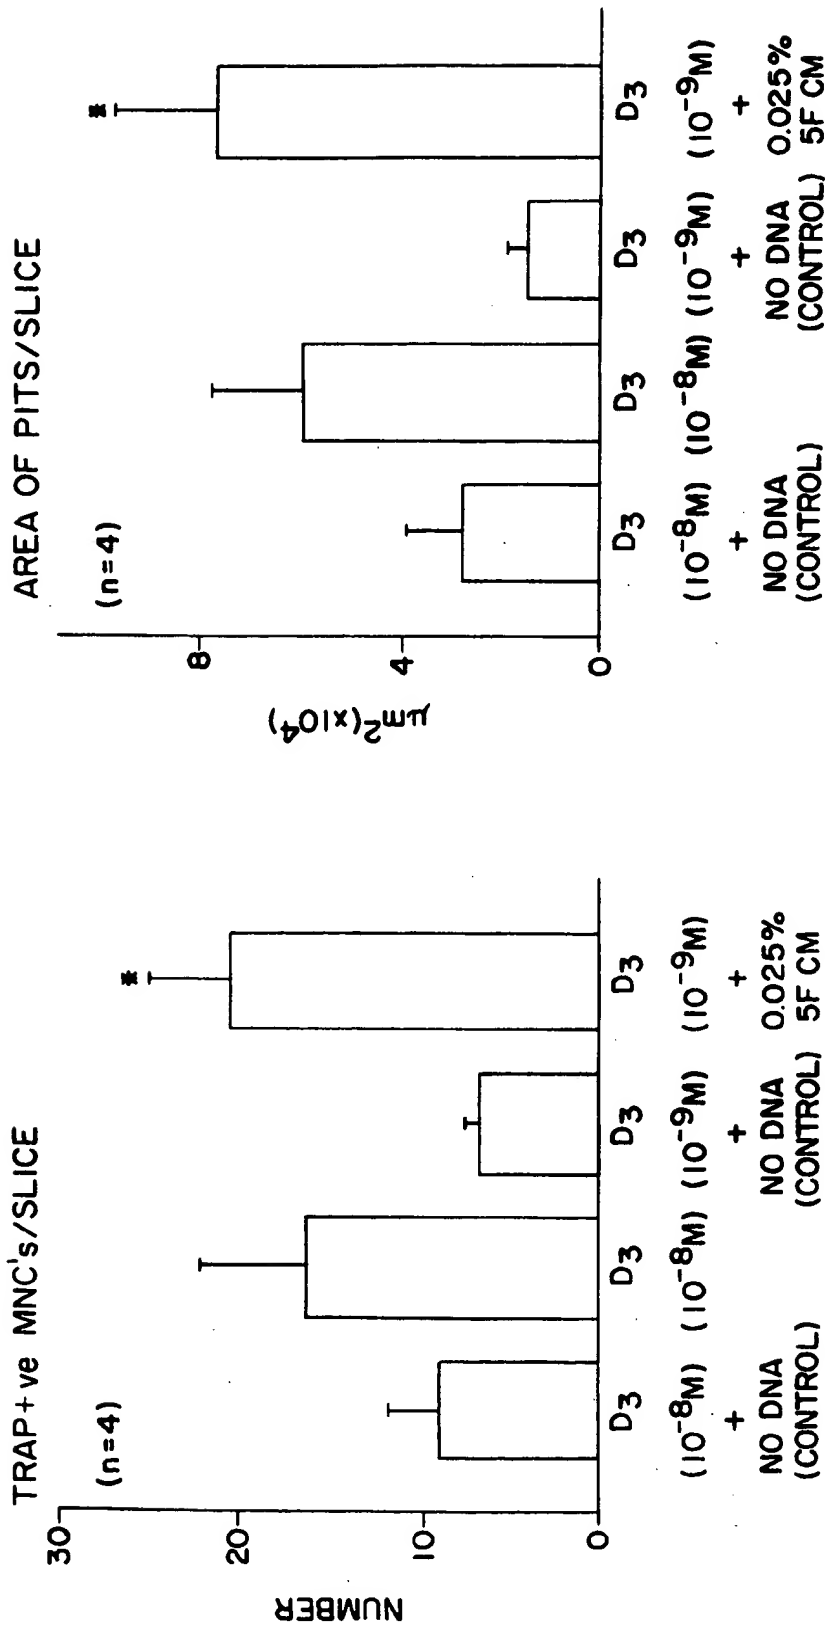 TRAP+ve MNC's/SLICE
(n=4)
30
20
10
0
NUMBER
D3 D3 D3 D3
(10⁻⁸M) (10⁻⁸M) (10⁻⁹M) (10⁻⁹M)
+ + +
NO DNA NO DNA 0.025%
(CONTROL) (CONTROL) 5F CM
*
AREA OF PITS/SLICE
(n=4)
8
4
0
μm²(x10⁴)
D3 D3 D3 D3
(10⁻⁸M) (10⁻⁸M) (10⁻⁹M) (10⁻⁹M)
+ + +
NO DNA NO DNA 0.025%
(CONTROL) (CONTROL) 5F CM
*